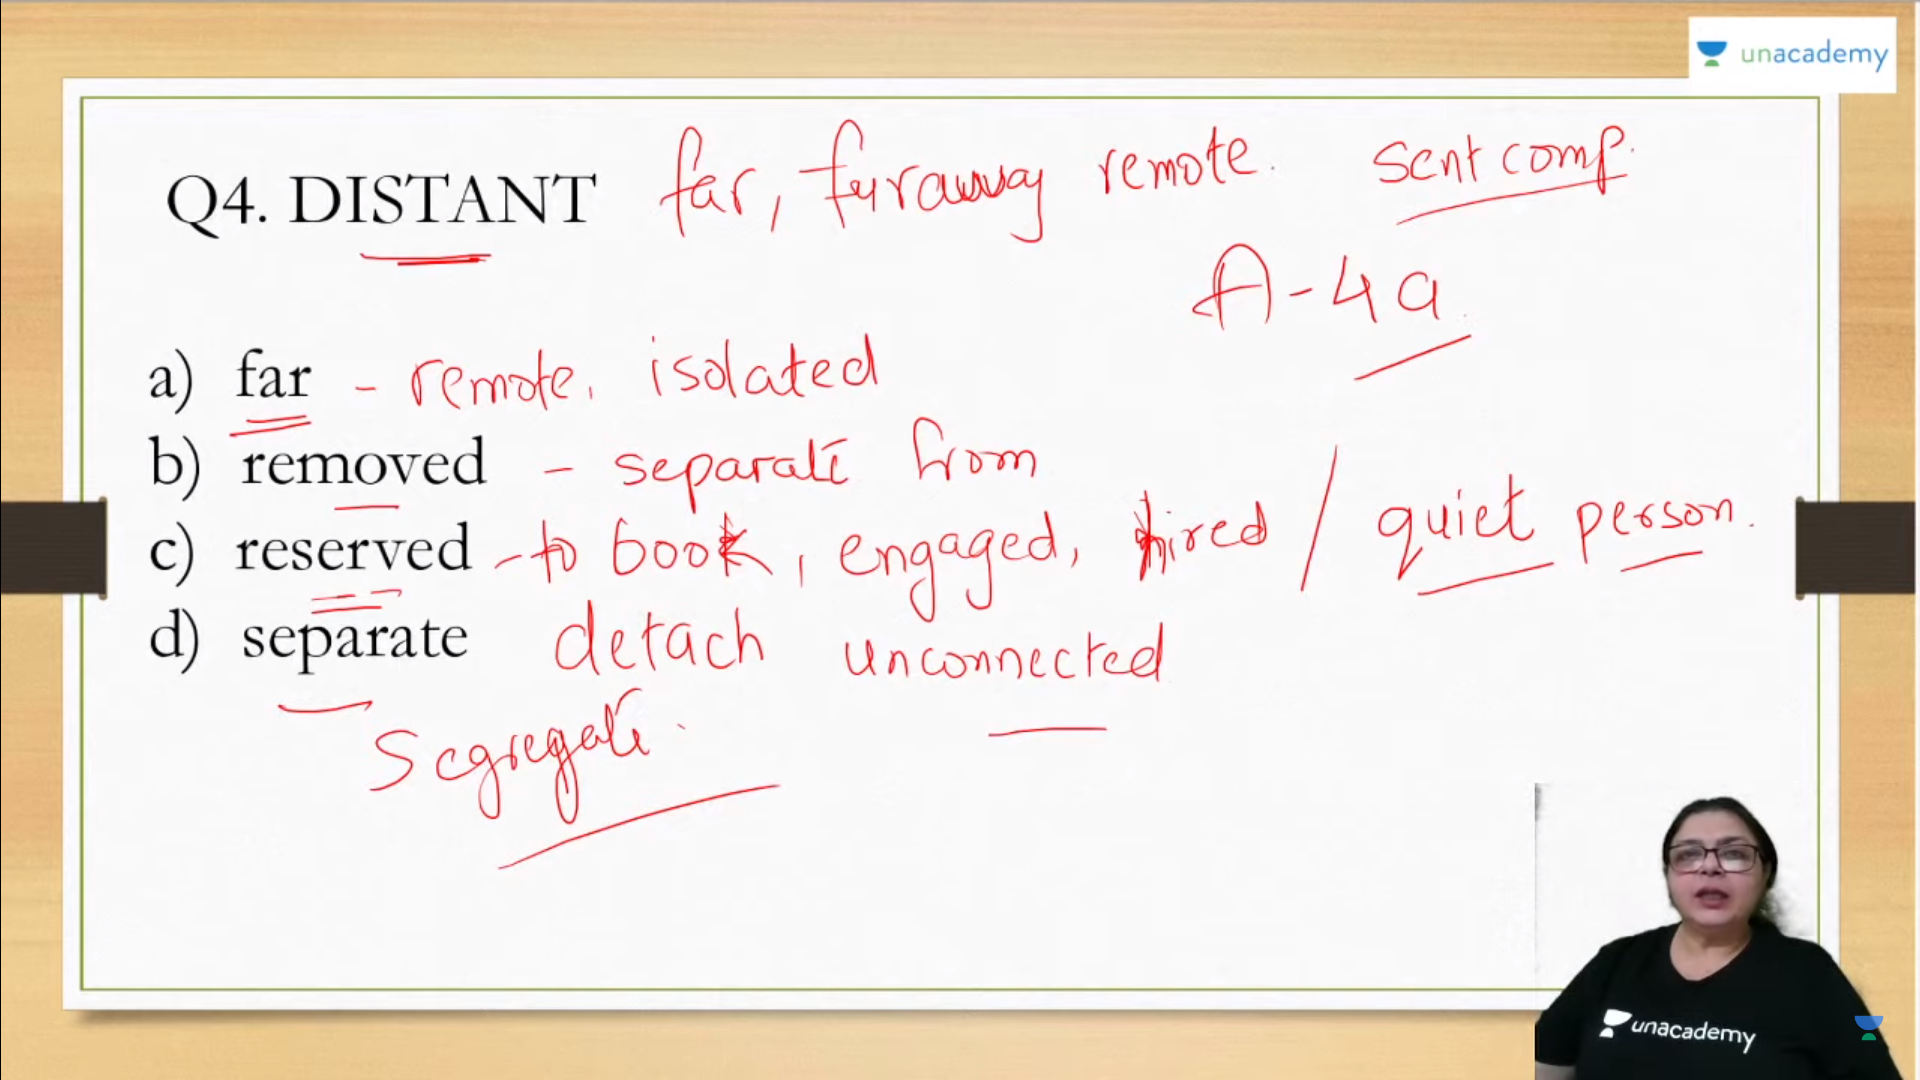 unacademy
Q4. DISTANT far, faraway remote. sent comp.
A - 4 a
a) far - remote, isolated
b) removed - separate from
c) reserved - to book, engaged, hired / quiet person.
d) separate detach unconnected
Segregate.
unacademy